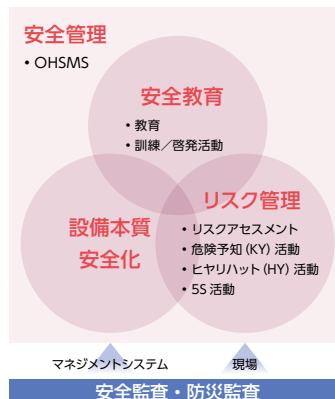 安全管理
• OHSMS
安全教育
• 教育
• 訓練／啓発活動
設備本質
安全化
リスク管理
• リスクアセスメント
• 危険予知（KY）活動
• ヒヤリハット（HY）活動
• 5S 活動
マネジメントシステム
現場
安全監査・防災監査